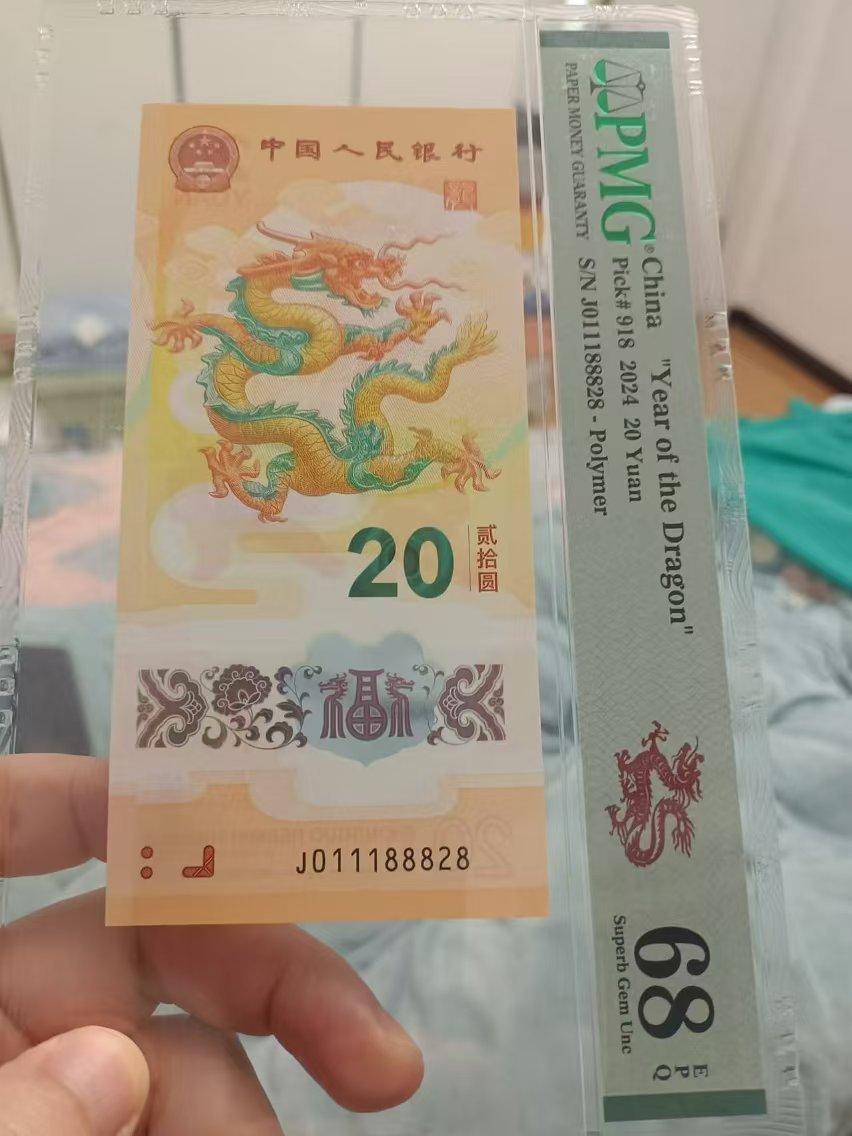 中国人民银行
20
贰拾圆
福
J011188828
PMG®
PAPER MONEY GUARANTY
China "Year of the Dragon"
Pick# 918 2024 20 Yuan
S/N J011188828 - Polymer
68
EPQ
Superb Gem Unc